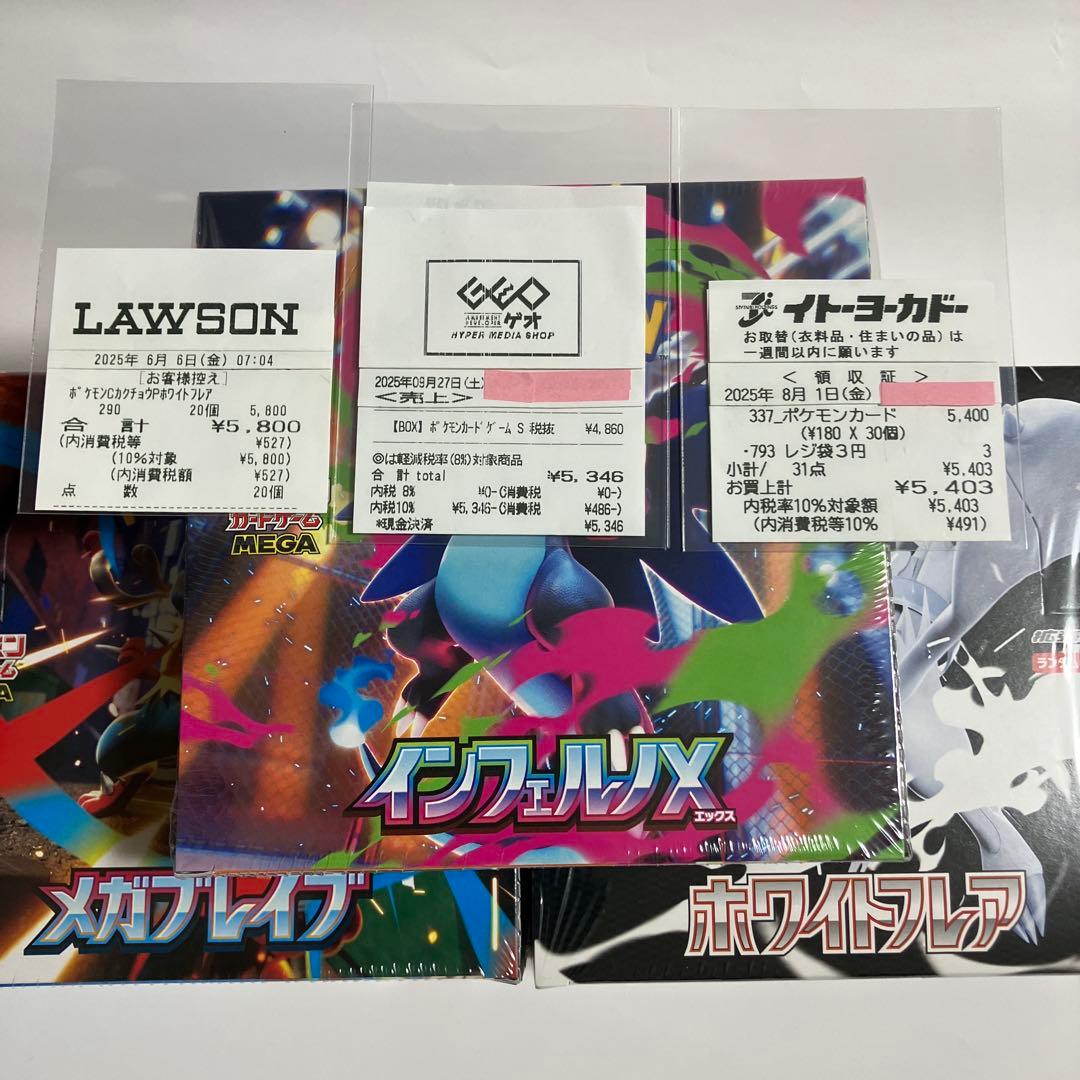 LAWSON
2025年 6月 6日(金) 07:04
[お客様控え]
ポケモンCカクチョウPホワイトフレア
290 20個 5,800
合 計 ¥5,800
(内消費税等 ¥527)
(10%対象 ¥5,800)
(内消費税額 ¥527)
点 数 20個
GEO
AMUSEMENT DEVELOPER ゲオ
HYPER MEDIA SHOP
2025年09月27日(土)
<売上>
【BOX】ポケモンカードゲーム S 税抜 ¥4,860
◎は軽減税率(8%)対象商品
合 計 total ¥5,346
内税 8% ¥0-(消費税 ¥0-)
内税10% ¥5,346-(消費税 ¥486-)
*現金決済 ¥5,346
イトーヨーカドー
お取替(衣料品・住まいの品)は
一週間以内に願います
< 領 収 証 >
2025年 8月 1日(金)
337_ポケモンカード 5,400
(¥180 X 30個)
・793 レジ袋3円 3
小計/ 31点 ¥5,403
お買上計 ¥5,403
内税率10%対象額 ¥5,403
(内消費税等10% ¥491)
カードゲーム
MEGA
インフェルノX
エックス
メガブレイブ
ホワイトフレア